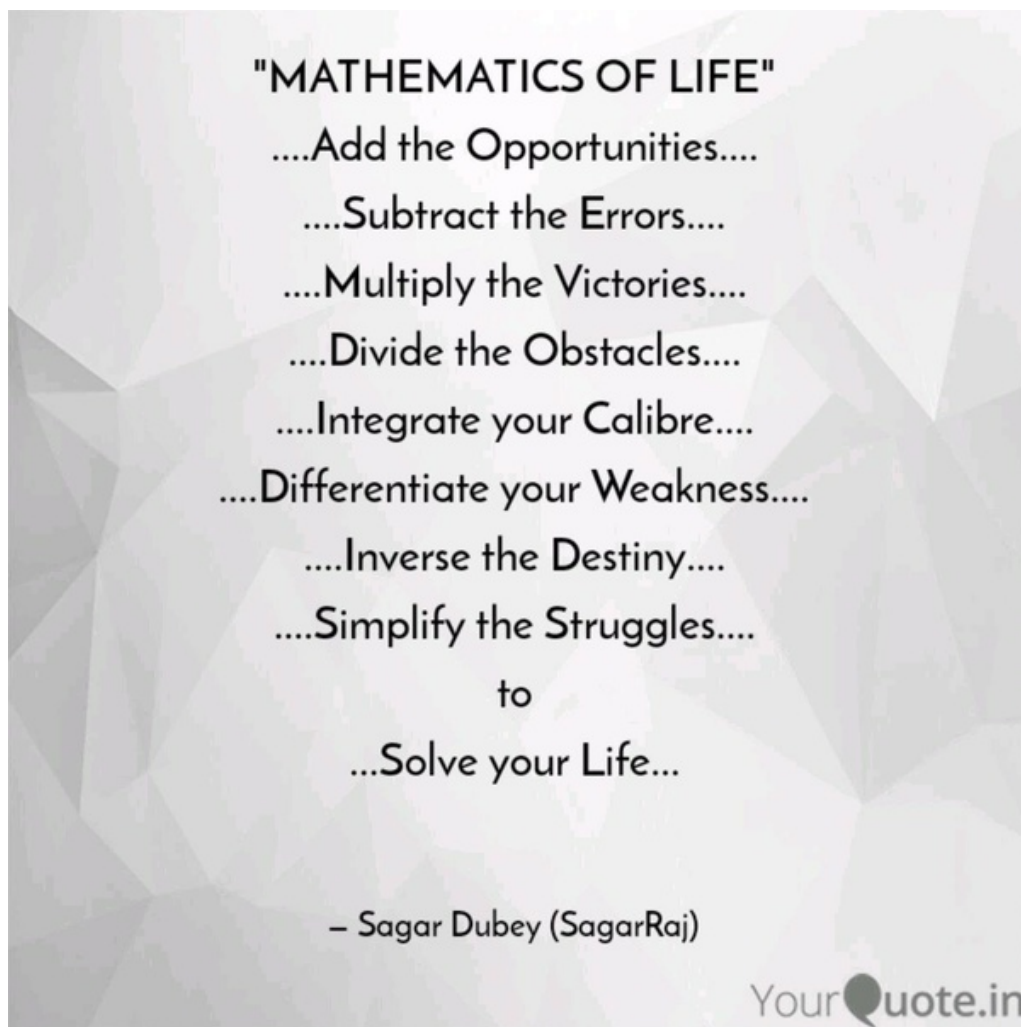 "MATHEMATICS OF LIFE"
....Add the Opportunities....
....Subtract the Errors....
....Multiply the Victories....
....Divide the Obstacles....
....Integrate your Calibre....
....Differentiate your Weakness....
....Inverse the Destiny....
....Simplify the Struggles....
to
...Solve your Life...
– Sagar Dubey (SagarRaj)
YourQuote.in